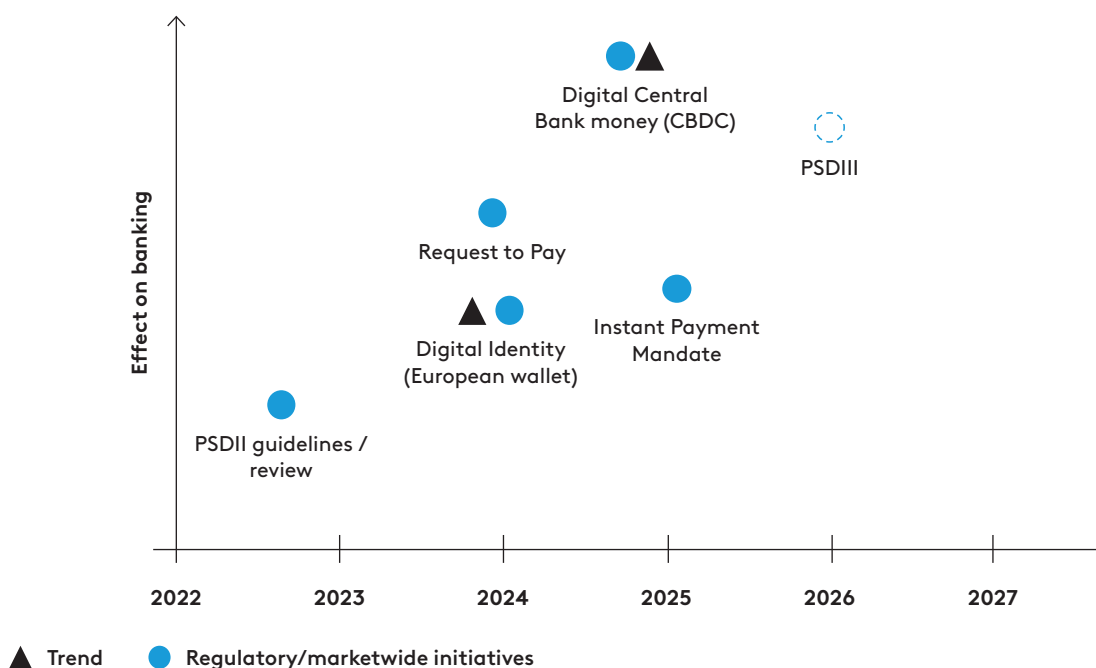 Digital Central
Bank money (CBDC)
PSDIII
Effect on banking
Request to Pay
Instant Payment
Mandate
Digital Identity
(European wallet)
PSDII guidelines /
review
2022
2023
2024
2025
2026
2027
Trend
Regulatory/marketwide initiatives